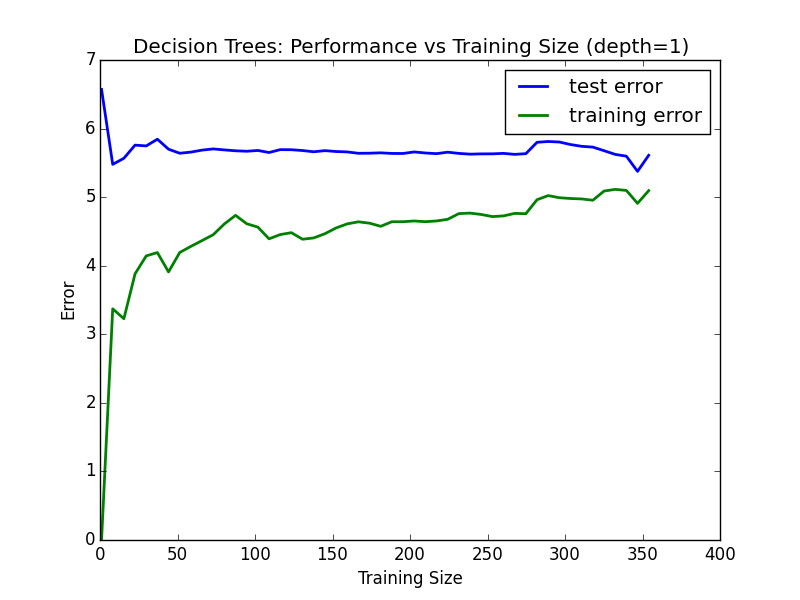 Decision Trees: Performance vs Training Size (depth=1)
7
6
5
4
3
2
1
0
Error
test error
training error
0 50 100 150 200 250 300 350 400
Training Size